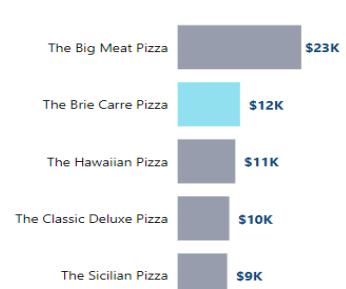 The Big Meat Pizza $23K
The Brie Carre Pizza $12K
The Hawaiian Pizza $11K
The Classic Deluxe Pizza $10K
The Sicilian Pizza $9K